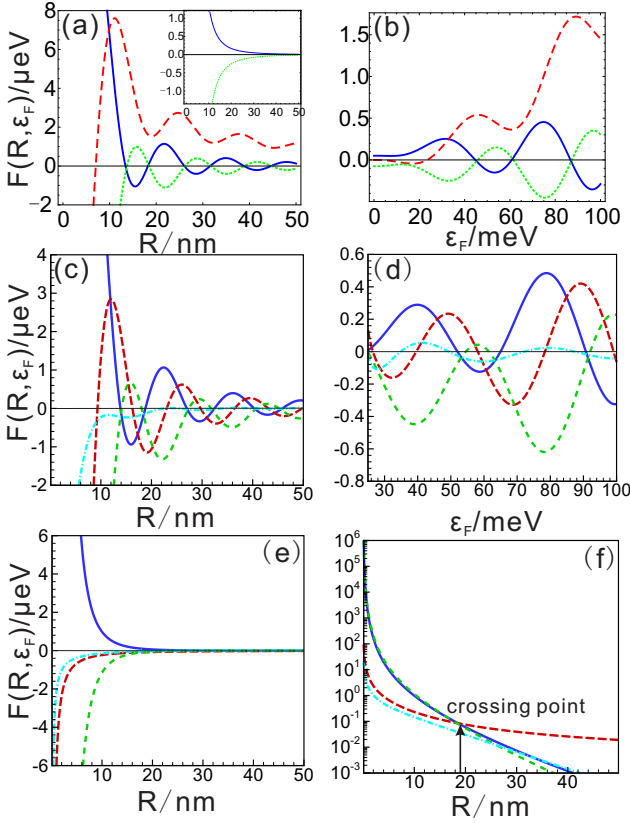 (a)
F(R, ε_F)/μeV
8
6
4
2
0
−2
0 10 20 30 40 50
R/nm
1.0
0.5
0.0
−0.5
−1.0
0 10 20 30 40 50
(b)
1.5
1.0
0.5
0.0
−0.5
0 20 40 60 80 100
ε_F/meV
(c)
F(R, ε_F)/μeV
4
3
2
1
0
-1
-2
10 20 30 40 50
R/nm
(d)
0.6
0.4
0.2
0
-0.2
-0.4
-0.6
-0.8
30 40 50 60 70 80 90 100
ε_F/meV
(e)
F(R, ε_F)/μeV
6
4
2
0
-2
-4
-6
10 20 30 40 50
R/nm
(f)
10^6
10^5
10^4
10^3
10^2
10^1
10^0
10^-1
10^-2
10^-3
crossing point
0 10 20 30 40
R/nm